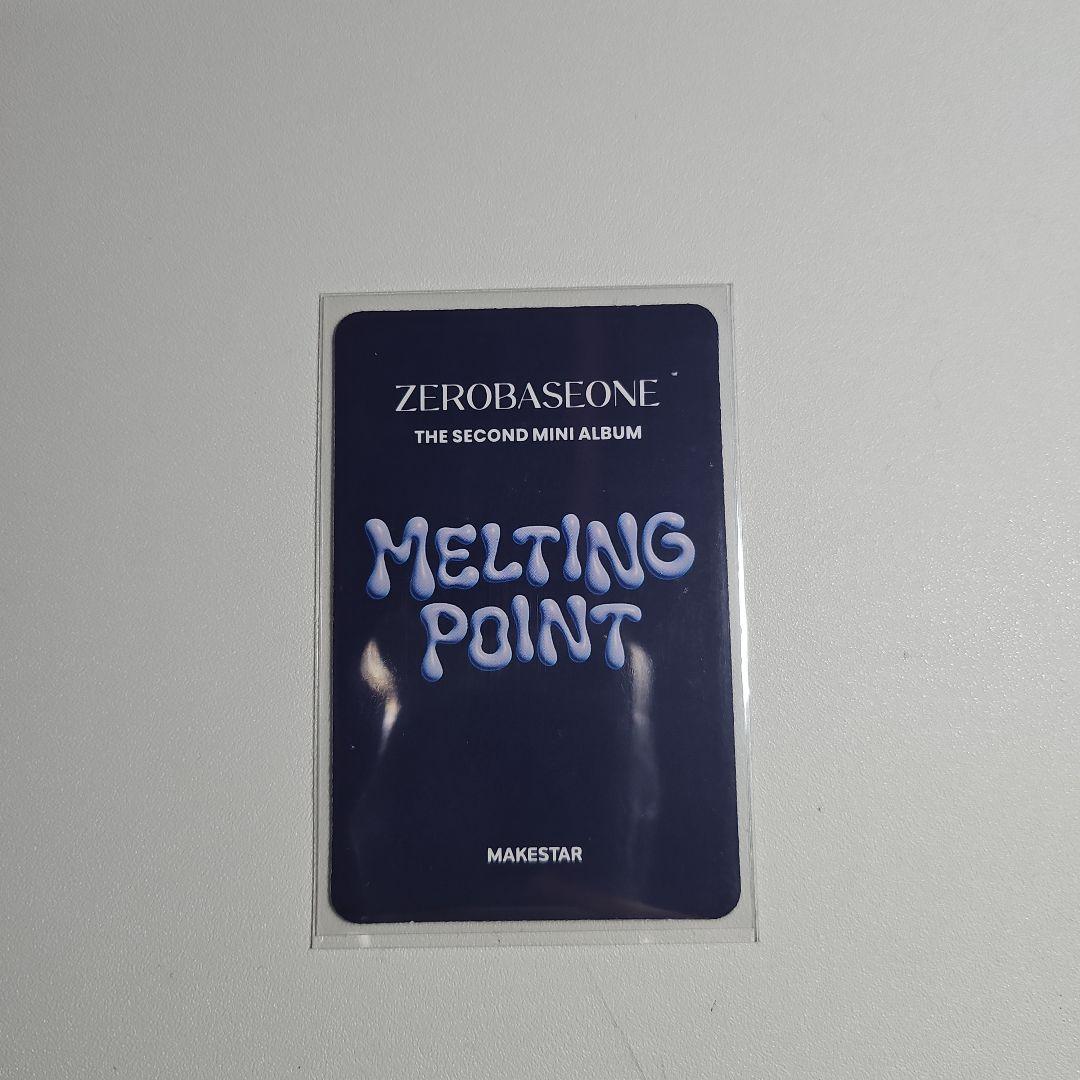 ZEROBASEONE
THE SECOND MINI ALBUM
MELTING
POINT
MAKESTAR